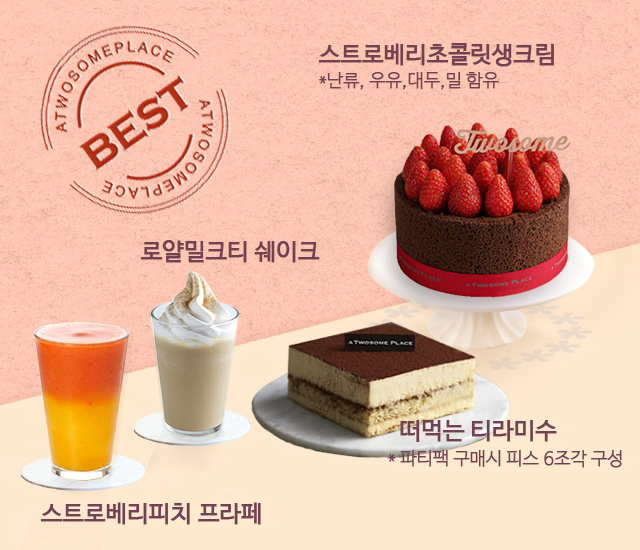 ATWOSOMEPLACE
BEST
ATWOSOMEPLACE
스트로베리초콜릿생크림
*난류, 우유,대두,밀 함유
Twosome
로얄밀크티 쉐이크
A TWOSOME PLACE
A TWOSOME PLACE
떠먹는 티라미수
* 파티팩 구매시 피스 6조각 구성
스트로베리피치 프라페